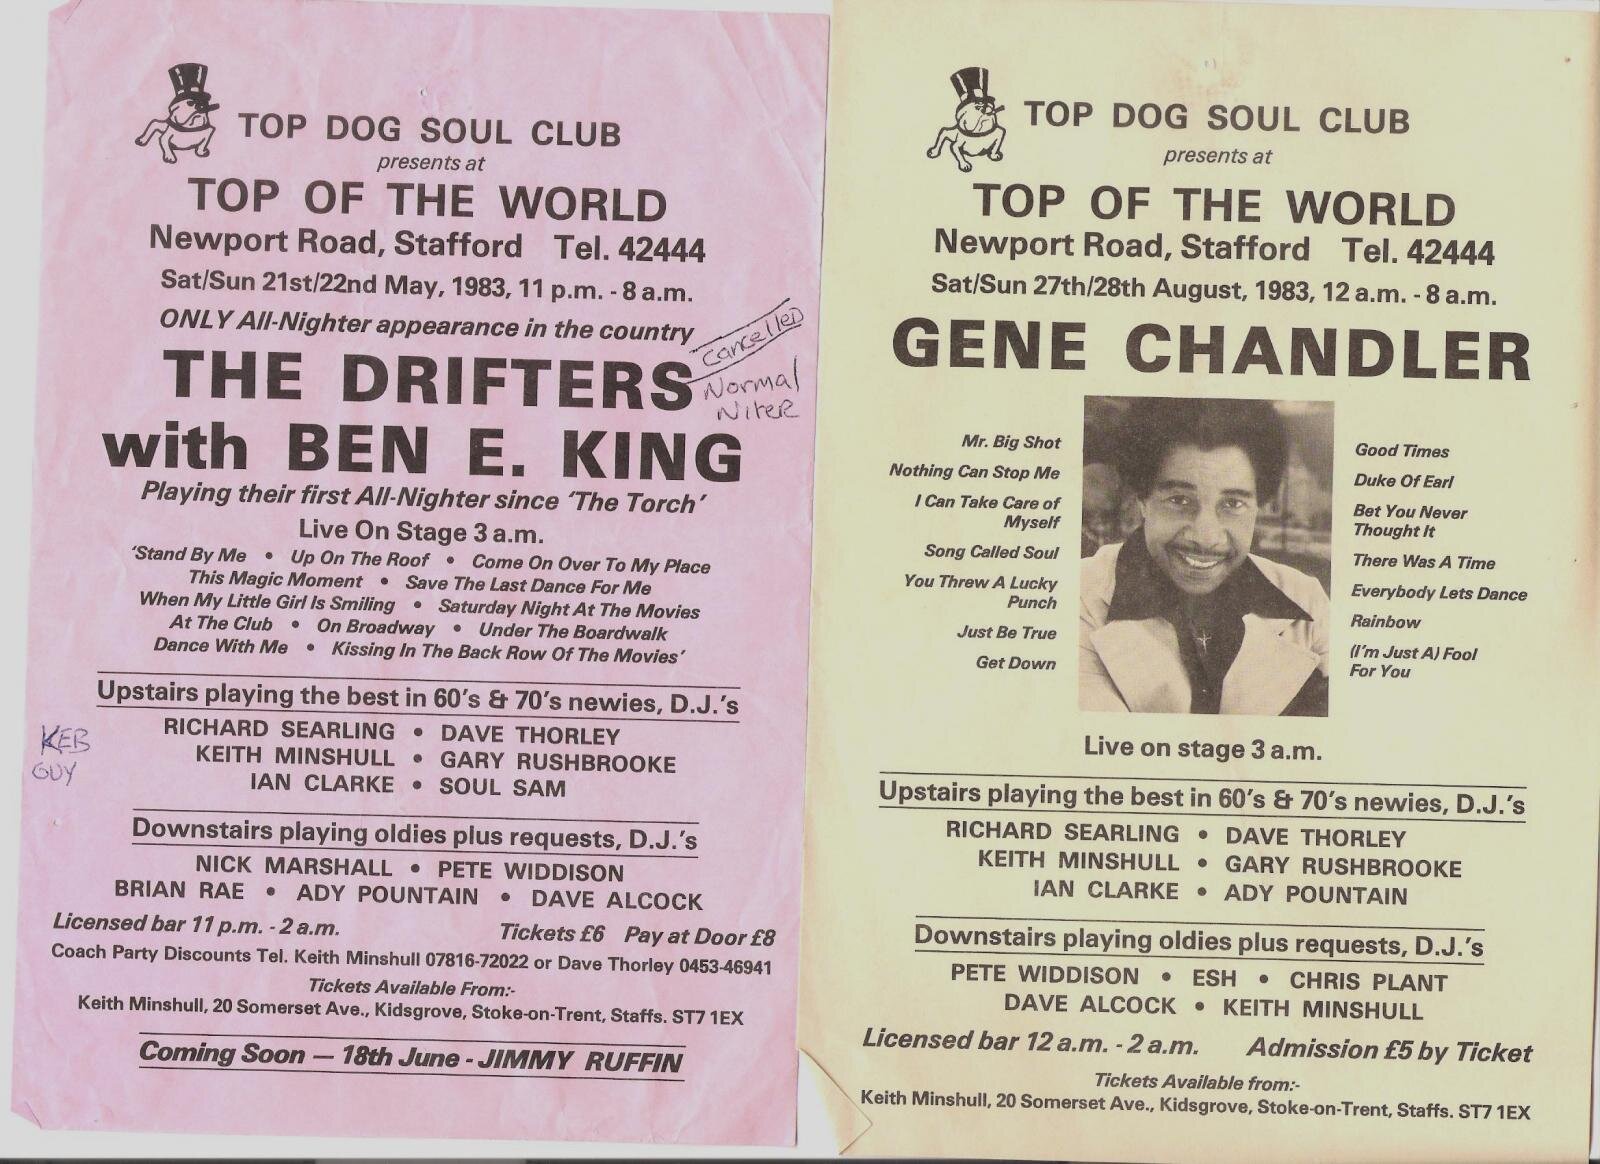 TOP DOG SOUL CLUB
presents at
TOP OF THE WORLD
Newport Road, Stafford Tel. 42444
Sat/Sun 21st/22nd May, 1983, 11 p.m. - 8 a.m.
ONLY All-Nighter appearance in the country
Cancelled
THE DRIFTERS
Normal
Niter
with BEN E. KING
Playing their first All-Nighter since 'The Torch'
Live On Stage 3 a.m.
'Stand By Me • Up On The Roof • Come On Over To My Place
This Magic Moment • Save The Last Dance For Me
When My Little Girl Is Smiling • Saturday Night At The Movies
At The Club • On Broadway • Under The Boardwalk
Dance With Me • Kissing In The Back Row Of The Movies'
Upstairs playing the best in 60's & 70's newies, D.J.'s
RICHARD SEARLING • DAVE THORLEY
KEITH MINSHULL • GARY RUSHBROOKE
IAN CLARKE • SOUL SAM
KEB
GUY
Downstairs playing oldies plus requests, D.J.'s
NICK MARSHALL • PETE WIDDISON
BRIAN RAE • ADY POUNTAIN • DAVE ALCOCK
Licensed bar 11 p.m. - 2 a.m. Tickets £6 Pay at Door £8
Coach Party Discounts Tel. Keith Minshull 07816-72022 or Dave Thorley 0453-46941
Tickets Available From:-
Keith Minshull, 20 Somerset Ave., Kidsgrove, Stoke-on-Trent, Staffs. ST7 1EX
Coming Soon — 18th June - JIMMY RUFFIN
TOP DOG SOUL CLUB
presents at
TOP OF THE WORLD
Newport Road, Stafford Tel. 42444
Sat/Sun 27th/28th August, 1983, 12 a.m. - 8 a.m.
GENE CHANDLER
Mr. Big Shot
Nothing Can Stop Me
I Can Take Care of
Myself
Song Called Soul
You Threw A Lucky
Punch
Just Be True
Get Down
Good Times
Duke Of Earl
Bet You Never
Thought It
There Was A Time
Everybody Lets Dance
Rainbow
(I'm Just A) Fool
For You
Live on stage 3 a.m.
Upstairs playing the best in 60's & 70's newies, D.J.'s
RICHARD SEARLING • DAVE THORLEY
KEITH MINSHULL • GARY RUSHBROOKE
IAN CLARKE • ADY POUNTAIN
Downstairs playing oldies plus requests, D.J.'s
PETE WIDDISON • ESH • CHRIS PLANT
DAVE ALCOCK • KEITH MINSHULL
Licensed bar 12 a.m. - 2 a.m. Admission £5 by Ticket
Tickets Available from:-
Keith Minshull, 20 Somerset Ave., Kidsgrove, Stoke-on-Trent, Staffs. ST7 1EX